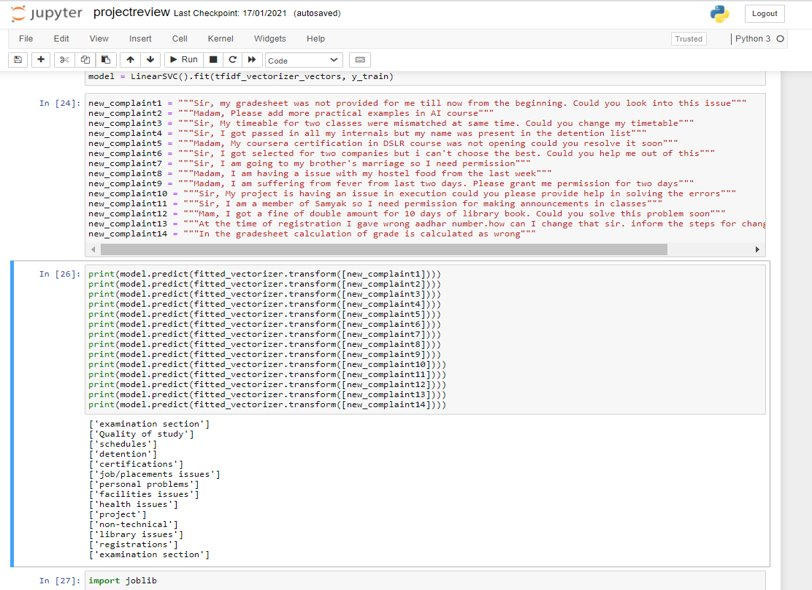 jupyter projectreview Last Checkpoint: 17/01/2021 (autosaved)
Logout
File Edit View Insert Cell Kernel Widgets Help
Trusted
Python 3
Run
Code
model = LinearSVC().fit(tfidf_vectorizer_vectors, y_train)
In [24]:
new_complaint1 = """Sir, my gradesheet was not provided for me till now from the beginning. Could you look into this issue"""
new_complaint2 = """Madam, Please add more practical examples in AI course"""
new_complaint3 = """Sir, My timeable for two classes were mismatched at same time. Could you change my timetable"""
new_complaint4 = """Sir, I got passed in all my internals but my name was present in the detention list"""
new_complaint5 = """Madam, My coursera certification in DSLR course was not opening could you resolve it soon"""
new_complaint6 = """Sir, I got selected for two companies but i can't choose the best. Could you help me out of this"""
new_complaint7 = """Sir, I am going to my brother's marriage so I need permission"""
new_complaint8 = """Madam, I am having a issue with my hostel food from the last week"""
new_complaint9 = """Madam, I am suffering from fever from last two days. Please grant me permission for two days"""
new_complaint10 = """Sir, My project is having an issue in execution could you please provide help in solving the errors"""
new_complaint11 = """Sir, I am a member of Samyak so I need permission for making announcements in classes"""
new_complaint12 = """Mam, I got a fine of double amount for 10 days of library book. Could you solve this problem soon"""
new_complaint13 = """At the time of registration I gave wrong aadhar number.how can I change that sir. inform the steps for chang
new_complaint14 = """In the gradesheet calculation of grade is calculated as wrong"""
In [26]:
print(model.predict(fitted_vectorizer.transform([new_complaint1])))
print(model.predict(fitted_vectorizer.transform([new_complaint2])))
print(model.predict(fitted_vectorizer.transform([new_complaint3])))
print(model.predict(fitted_vectorizer.transform([new_complaint4])))
print(model.predict(fitted_vectorizer.transform([new_complaint5])))
print(model.predict(fitted_vectorizer.transform([new_complaint6])))
print(model.predict(fitted_vectorizer.transform([new_complaint7])))
print(model.predict(fitted_vectorizer.transform([new_complaint8])))
print(model.predict(fitted_vectorizer.transform([new_complaint9])))
print(model.predict(fitted_vectorizer.transform([new_complaint10])))
print(model.predict(fitted_vectorizer.transform([new_complaint11])))
print(model.predict(fitted_vectorizer.transform([new_complaint12])))
print(model.predict(fitted_vectorizer.transform([new_complaint13])))
print(model.predict(fitted_vectorizer.transform([new_complaint14])))
['examination section']
['Quality of study']
['schedules']
['detention']
['certifications']
['job/placements issues']
['personal problems']
['facilities issues']
['health issues']
['project']
['non-technical']
['library issues']
['registrations']
['examination section']
In [27]:
import joblib